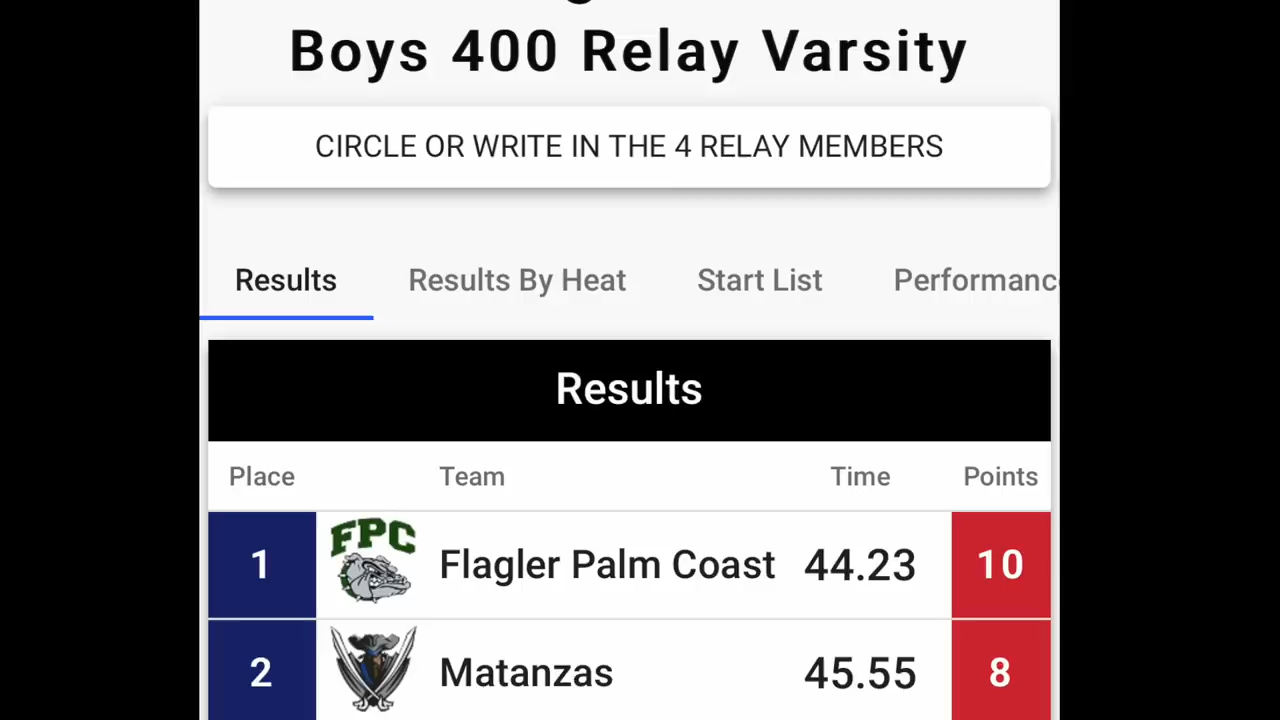 Boys 400 Relay Varsity
CIRCLE OR WRITE IN THE 4 RELAY MEMBERS
Results Results By Heat Start List Performanc
Results
Place Team Time Points
1 FPC Flagler Palm Coast 44.23 10
2 Matanzas 45.55 8